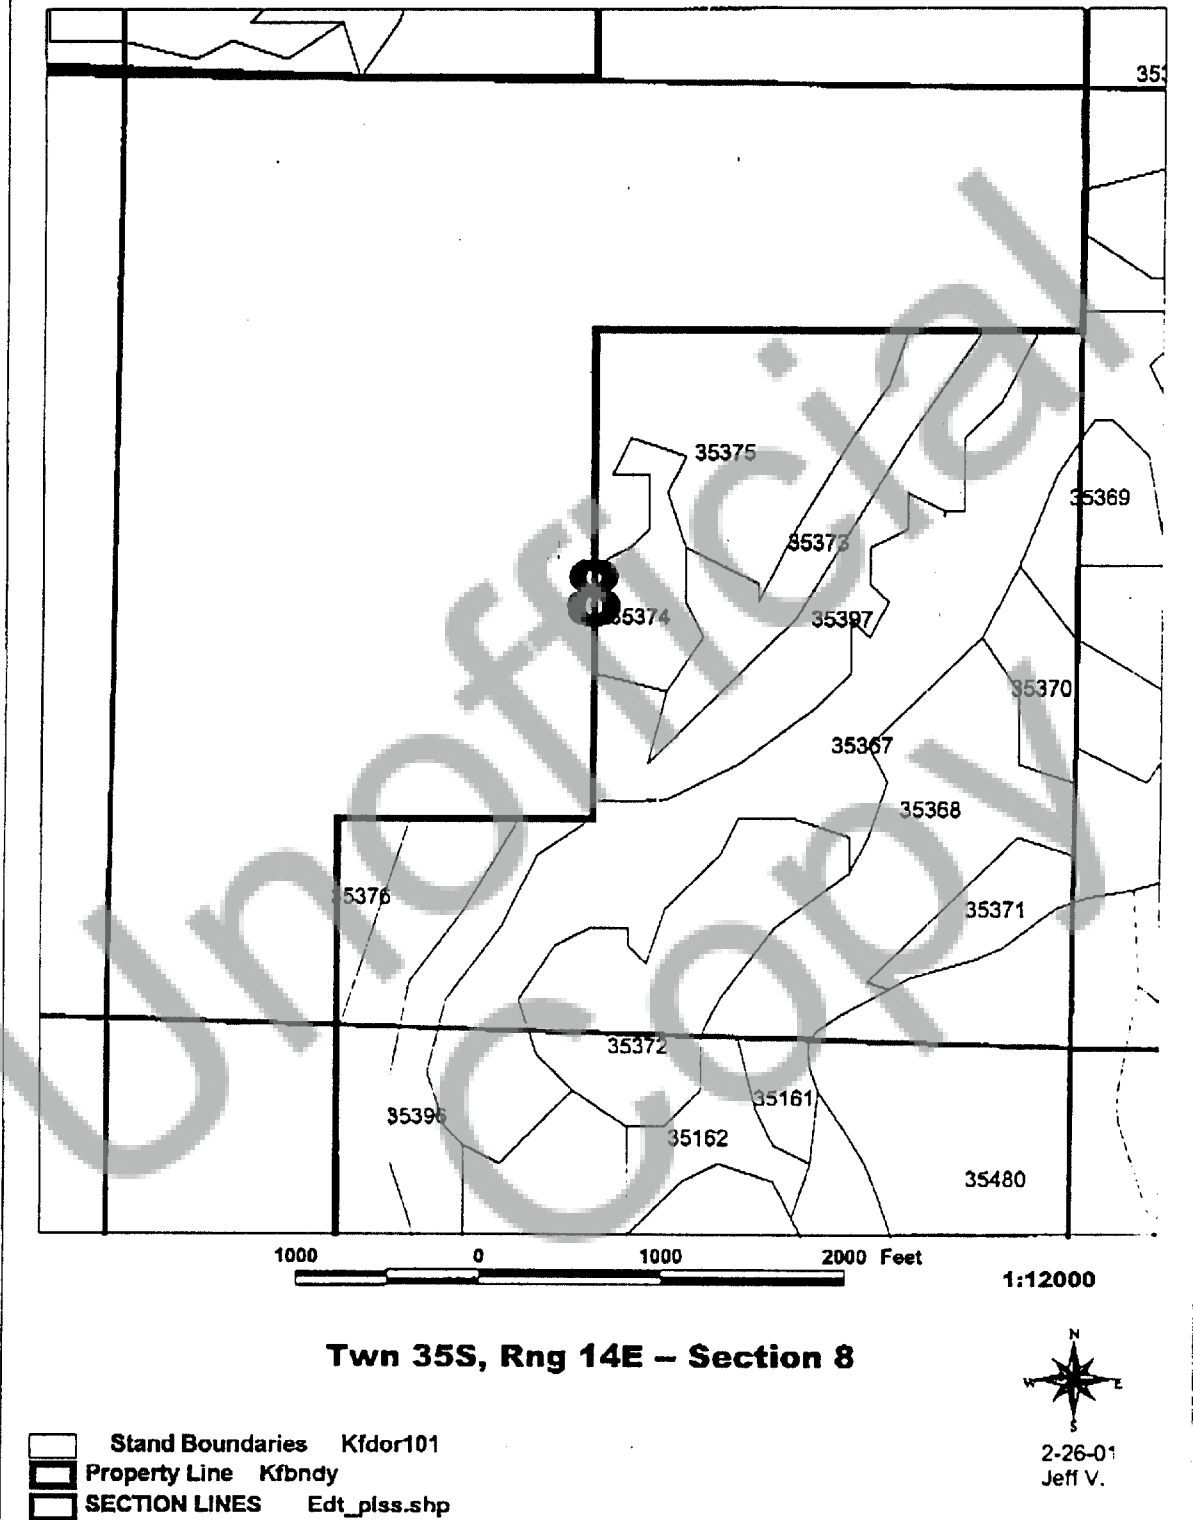 353
35375
35369
35373
8
35374
35397
35370
35367
35368
35376
35371
35372
35161
35396
35162
35480
Unofficial
Copy
1000 0 1000 2000 Feet
1:12000
Twn 35S, Rng 14E – Section 8
N
W E
S
2-26-01
Jeff V.
Stand Boundaries Kfdor101
Property Line Kfbndy
SECTION LINES Edt_plss.shp